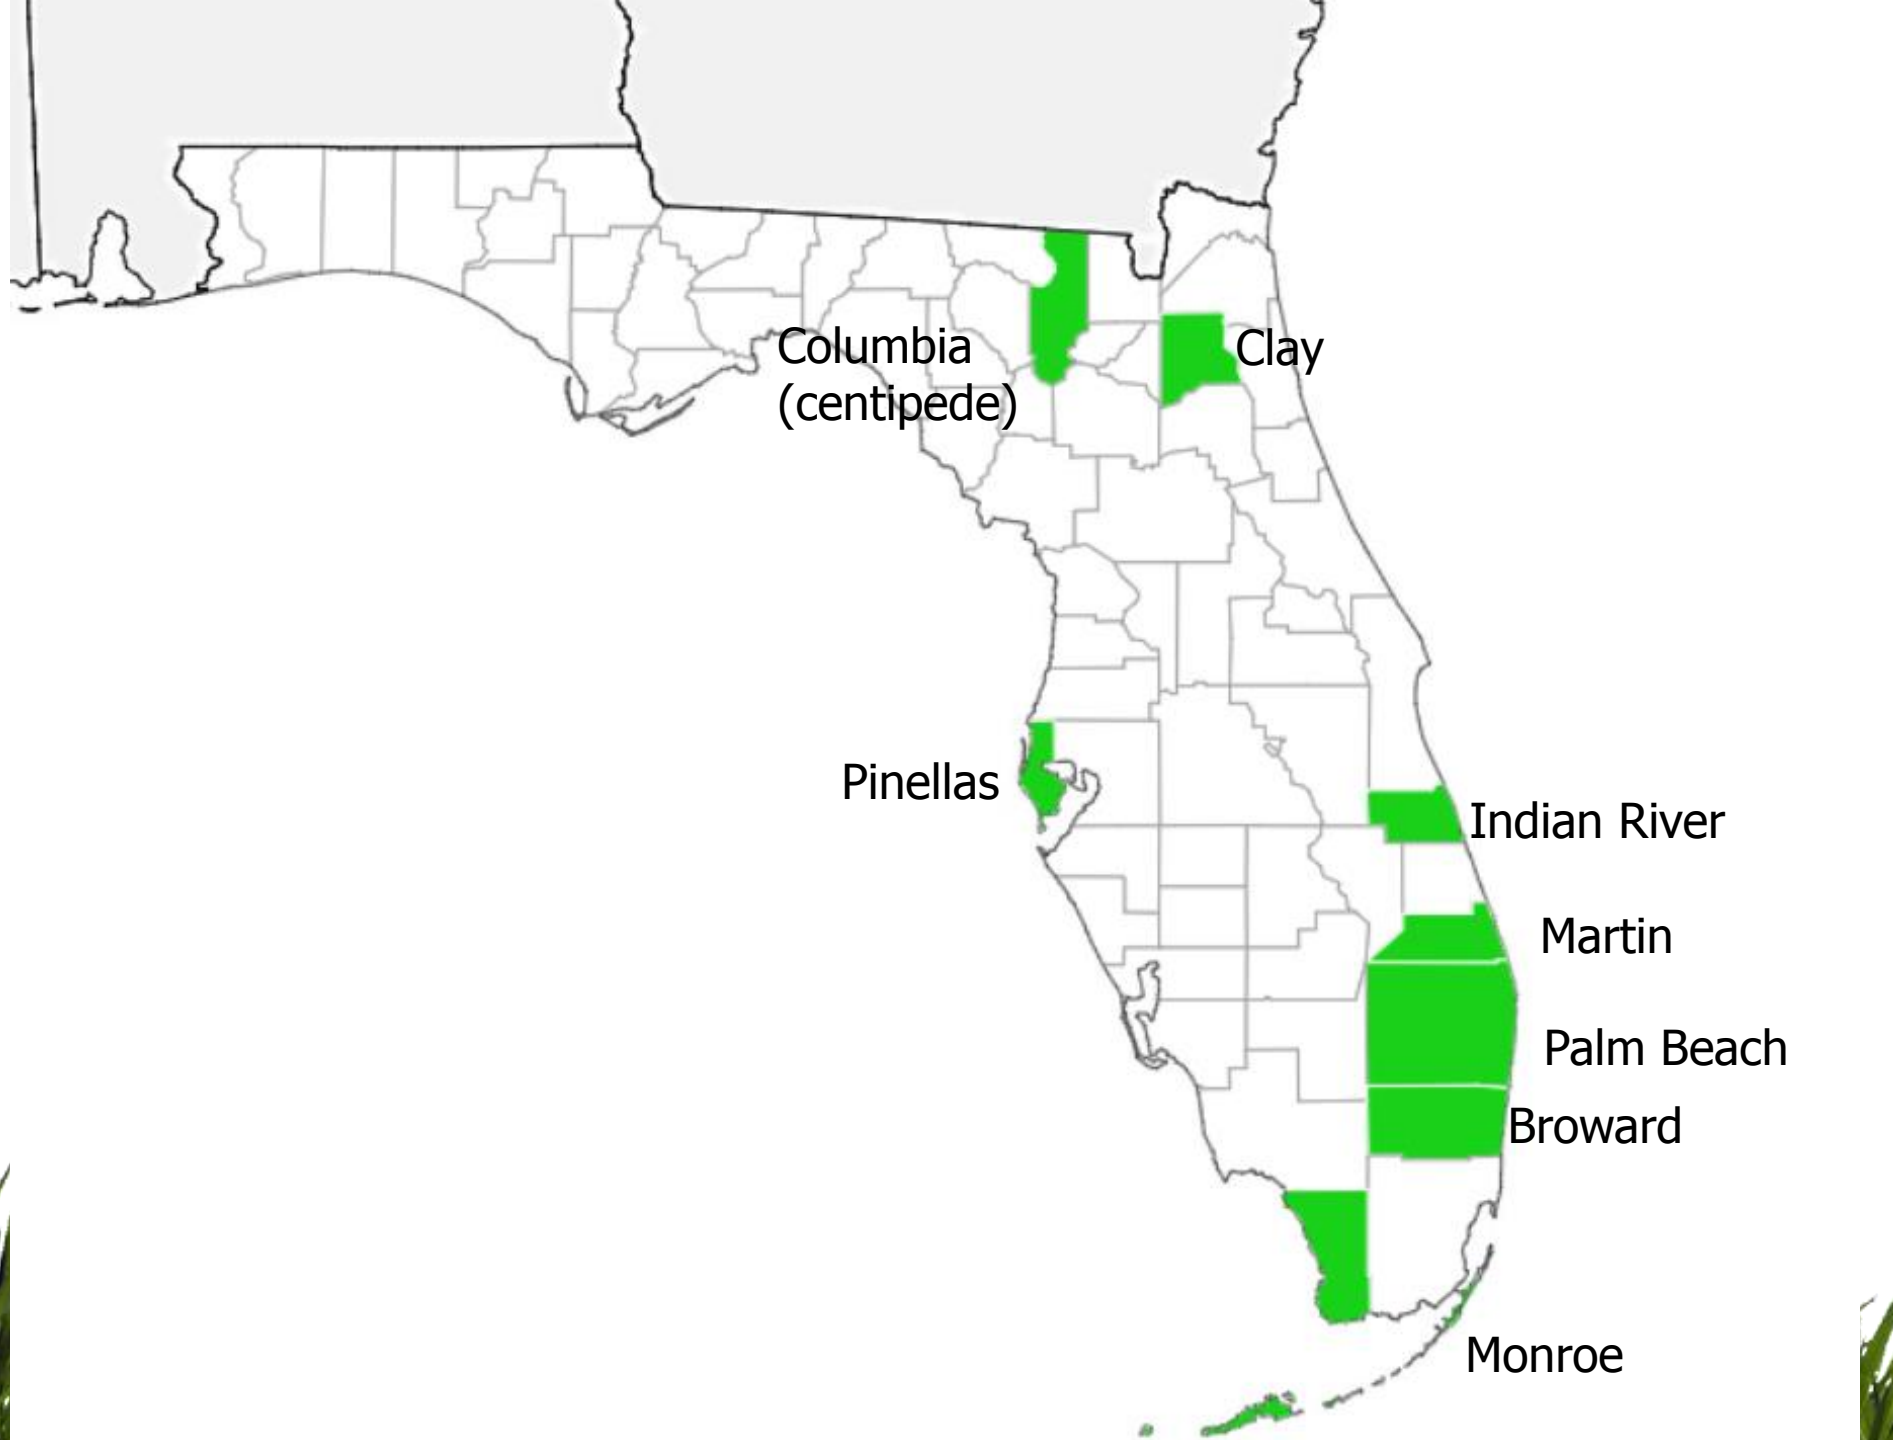 Columbia
(centipede)
Clay
Pinellas
Indian River
Martin
Palm Beach
Broward
Monroe